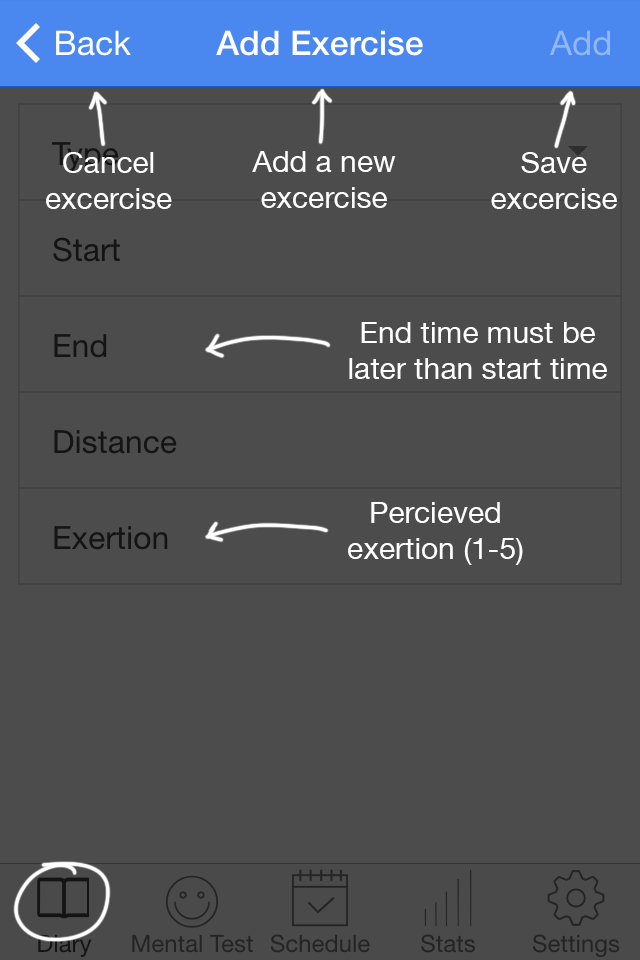 Back Add Exercise Add
Type
Cancel
excercise
Add a new
excercise
Save
excercise
Start
End
End time must be
later than start time
Distance
Exertion
Percieved
exertion (1-5)
Diary Mental Test Schedule Stats Settings